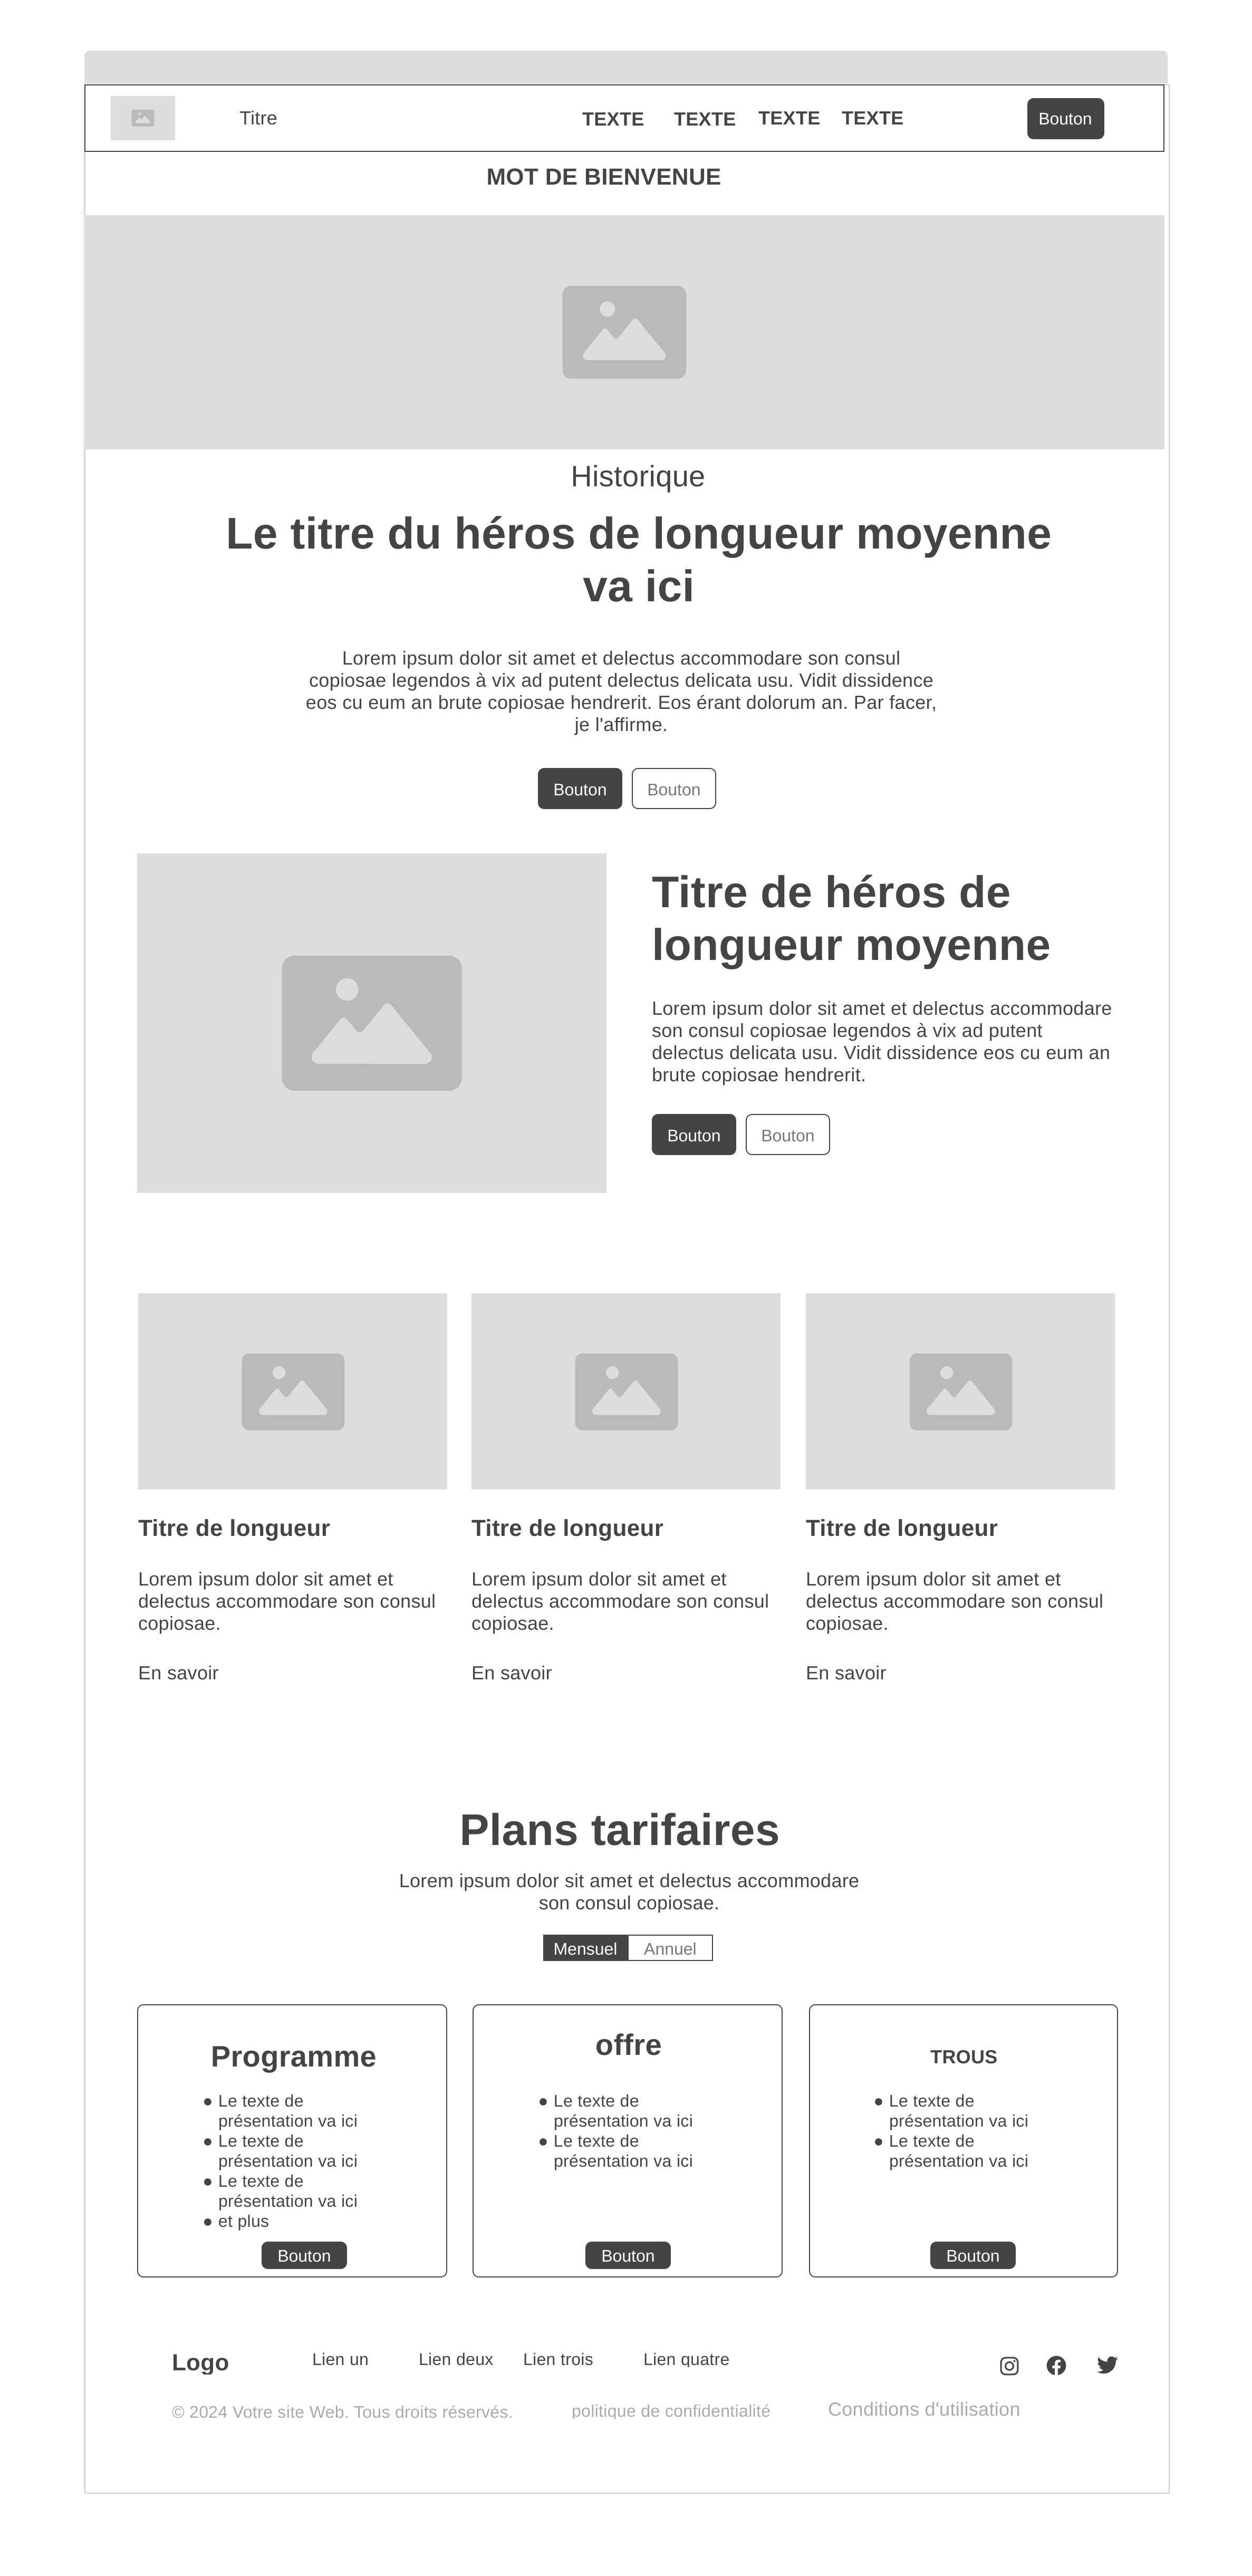 Titre
TEXTE TEXTE TEXTE TEXTE
Bouton
MOT DE BIENVENUE
Historique
Le titre du héros de longueur moyenne
va ici
Lorem ipsum dolor sit amet et delectus accommodare son consul
copiosae legendos à vix ad putent delectus delicata usu. Vidit dissidence
eos cu eum an brute copiosae hendrerit. Eos érant dolorum an. Par facer,
je l'affirme.
Bouton Bouton
Titre de héros de
longueur moyenne
Lorem ipsum dolor sit amet et delectus accommodare
son consul copiosae legendos à vix ad putent
delectus delicata usu. Vidit dissidence eos cu eum an
brute copiosae hendrerit.
Bouton Bouton
Titre de longueur
Lorem ipsum dolor sit amet et
delectus accommodare son consul
copiosae.
En savoir
Titre de longueur
Lorem ipsum dolor sit amet et
delectus accommodare son consul
copiosae.
En savoir
Titre de longueur
Lorem ipsum dolor sit amet et
delectus accommodare son consul
copiosae.
En savoir
Plans tarifaires
Lorem ipsum dolor sit amet et delectus accommodare
son consul copiosae.
Mensuel Annuel
Programme
● Le texte de
présentation va ici
● Le texte de
présentation va ici
● Le texte de
présentation va ici
● et plus
Bouton
offre
● Le texte de
présentation va ici
● Le texte de
présentation va ici
Bouton
TROUS
● Le texte de
présentation va ici
● Le texte de
présentation va ici
Bouton
Logo Lien un Lien deux Lien trois Lien quatre
© 2024 Votre site Web. Tous droits réservés. politique de confidentialité Conditions d'utilisation